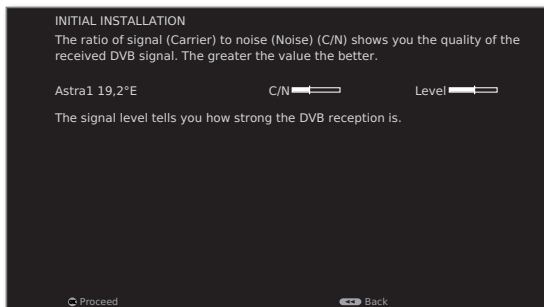 INITIAL INSTALLATION
The ratio of signal (Carrier) to noise (Noise) (C/N) shows you the quality of the
received DVB signal. The greater the value the better.
Astra1 19,2°E C/N Level
The signal level tells you how strong the DVB reception is.
Proceed Back